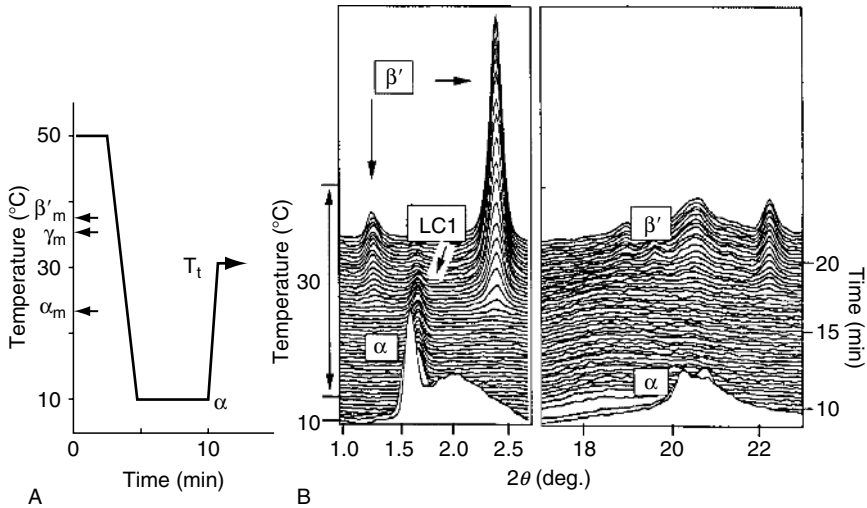 Temperature (°C)
50
β′m
γm
30
αm
10
Tt
α
0
10
Time (min)
A
Temperature (°C)
30
10
β′
LC1
α
1.0
1.5
2.0
2.5
β′
α
18
20
22
2θ (deg.)
20
15
10
Time (min)
B